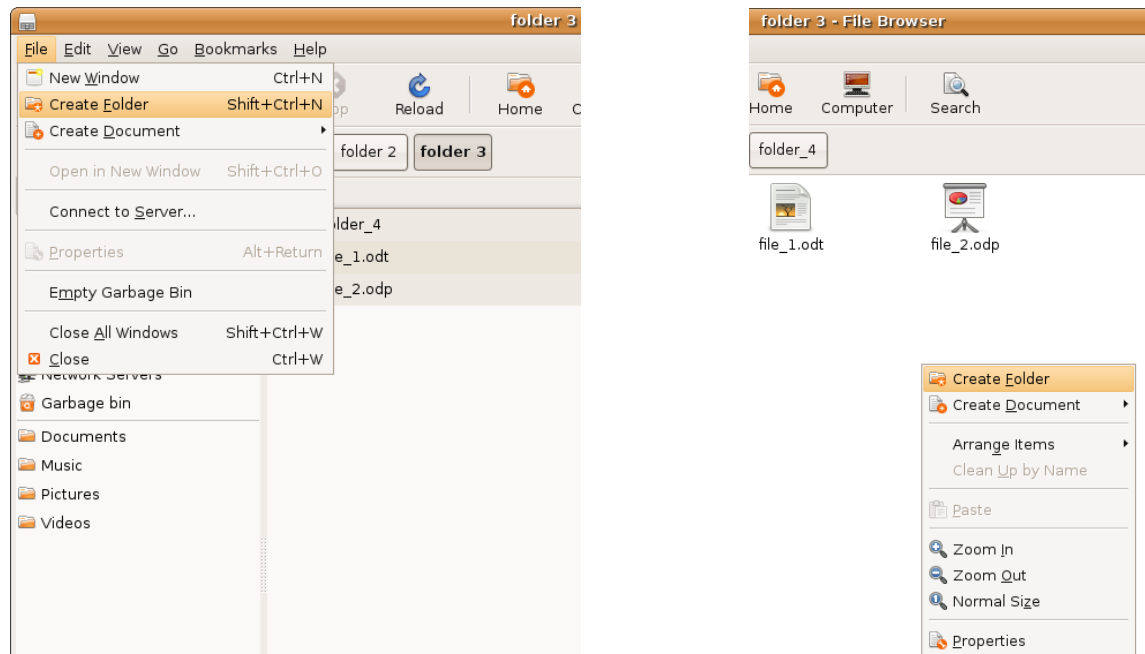 folder 3
File Edit View Go Bookmarks Help
New Window Ctrl+N
Create Folder Shift+Ctrl+N
Create Document
Open in New Window Shift+Ctrl+O
Connect to Server...
Properties Alt+Return
Empty Garbage Bin
Close All Windows Shift+Ctrl+W
Close Ctrl+W
Reload Home
folder 2 folder 3
lder_4
e_1.odt
e_2.odp
Network Servers
Garbage bin
Documents
Music
Pictures
Videos
folder 3 - File Browser
Home Computer Search
folder_4
file_1.odt file_2.odp
Create Folder
Create Document
Arrange Items
Clean Up by Name
Paste
Zoom In
Zoom Out
Normal Size
Properties